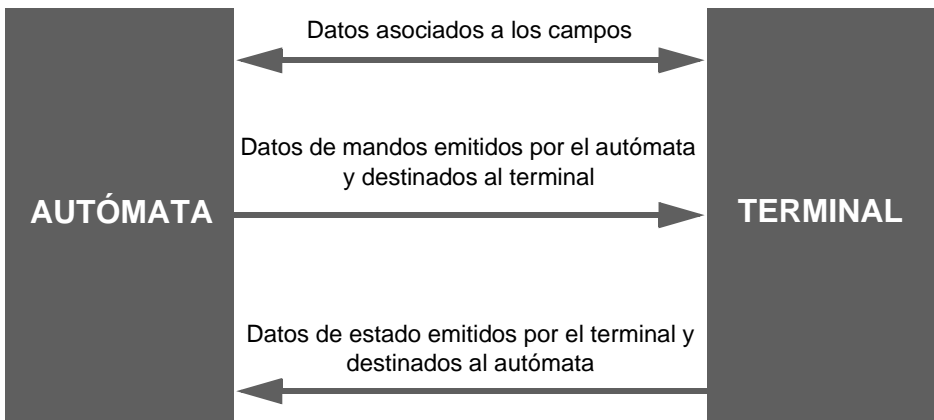 Datos asociados a los campos
Datos de mandos emitidos por el autómata
y destinados al terminal
AUTÓMATA
TERMINAL
Datos de estado emitidos por el terminal y
destinados al autómata